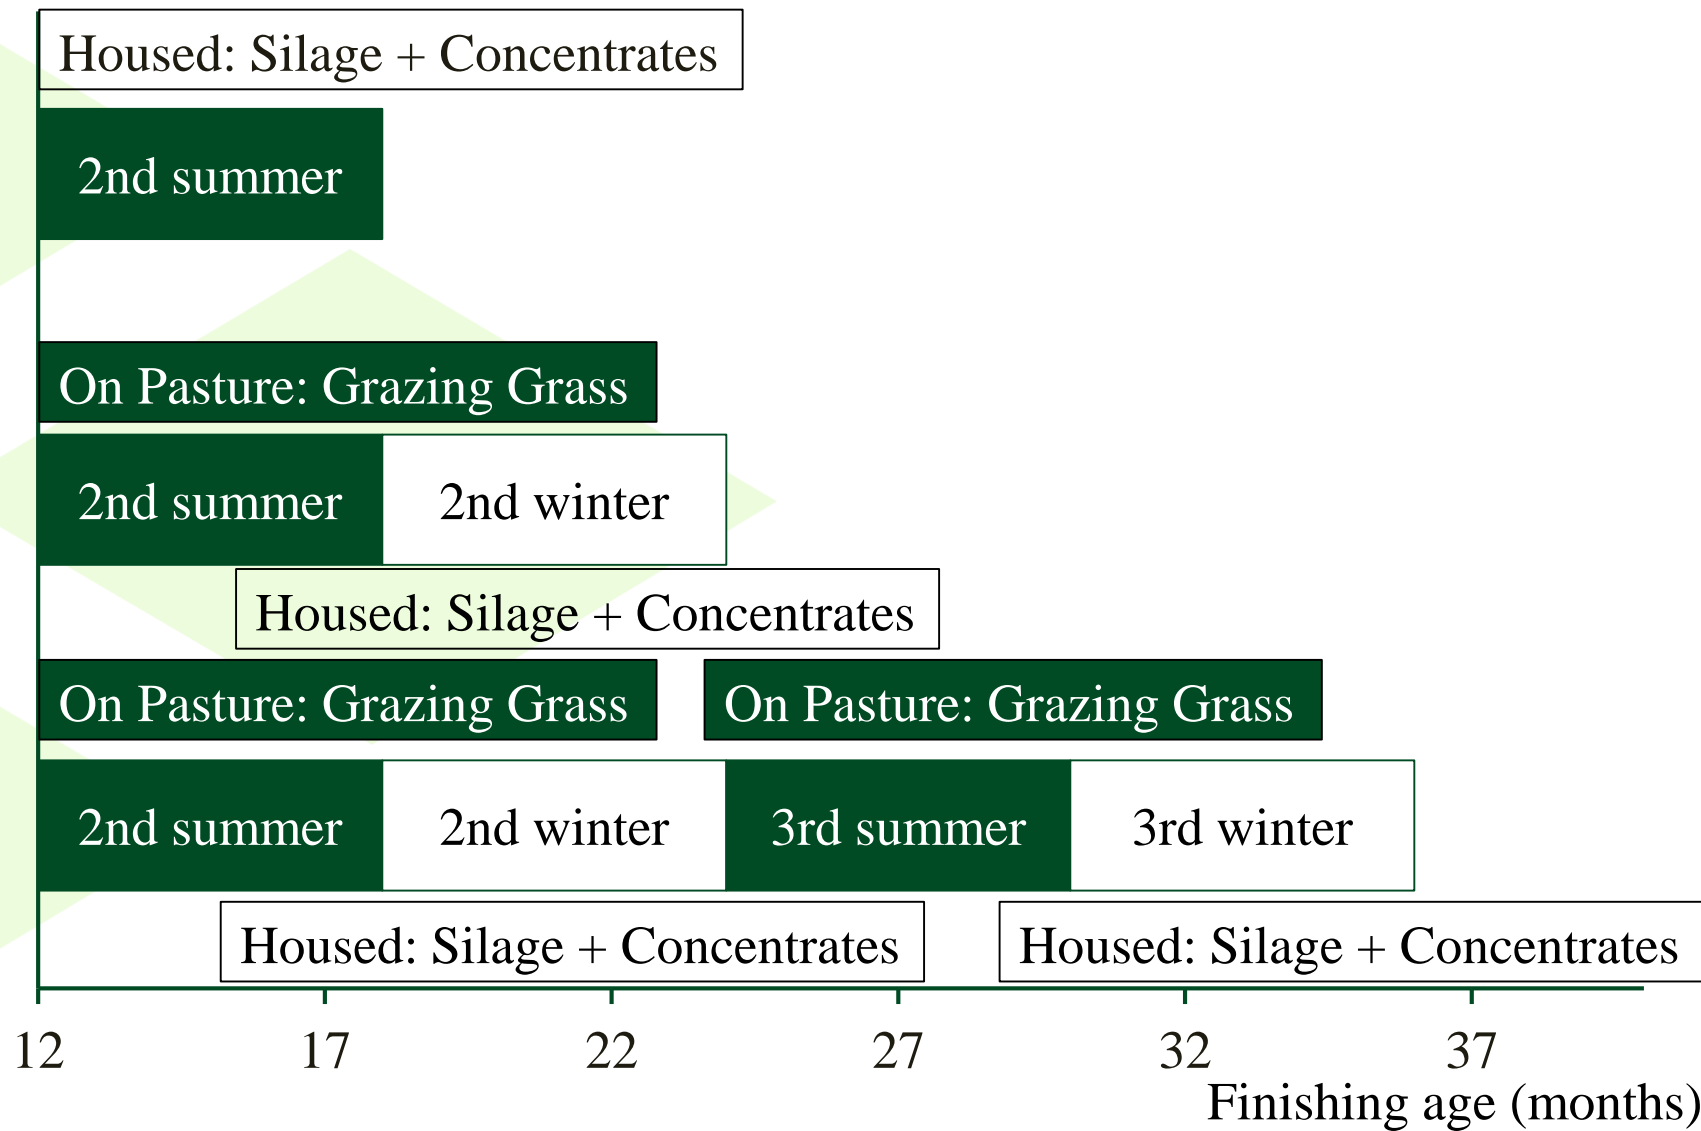 Housed: Silage + Concentrates
2nd summer
On Pasture: Grazing Grass
2nd summer 2nd winter
Housed: Silage + Concentrates
On Pasture: Grazing Grass On Pasture: Grazing Grass
2nd summer 2nd winter 3rd summer 3rd winter
Housed: Silage + Concentrates Housed: Silage + Concentrates
12 17 22 27 32 37
Finishing age (months)